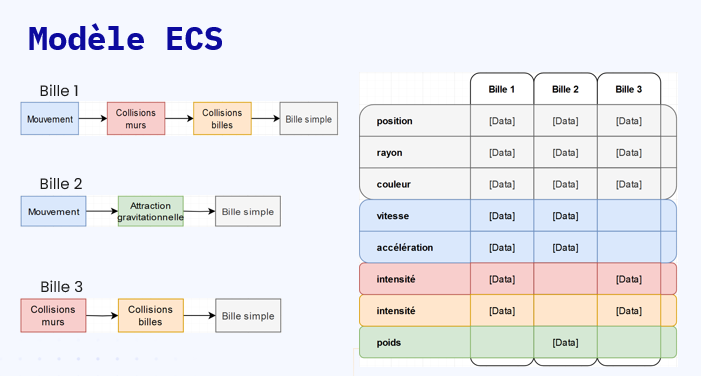 Modèle ECS
Bille 1
Mouvement
Collisions
murs
Collisions
billes
Bille simple
Bille 2
Mouvement
Attraction
gravitationnelle
Bille simple
Bille 3
Collisions
murs
Collisions
billes
Bille simple
Bille 1 Bille 2 Bille 3
position [Data] [Data] [Data]
rayon [Data] [Data] [Data]
couleur [Data] [Data] [Data]
vitesse [Data] [Data]
accélération [Data] [Data]
intensité [Data] [Data]
intensité [Data] [Data]
poids [Data]